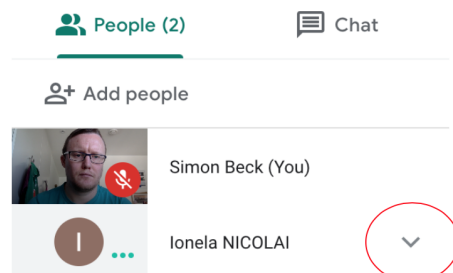 People (2)
Chat
Add people
Simon Beck (You)
I
Ionela NICOLAI